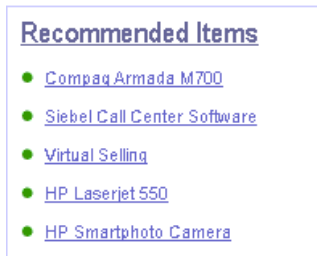 Recommended Items
Compaq Armada M700
Siebel Call Center Software
Virtual Selling
HP Laserjet 550
HP Smartphoto Camera